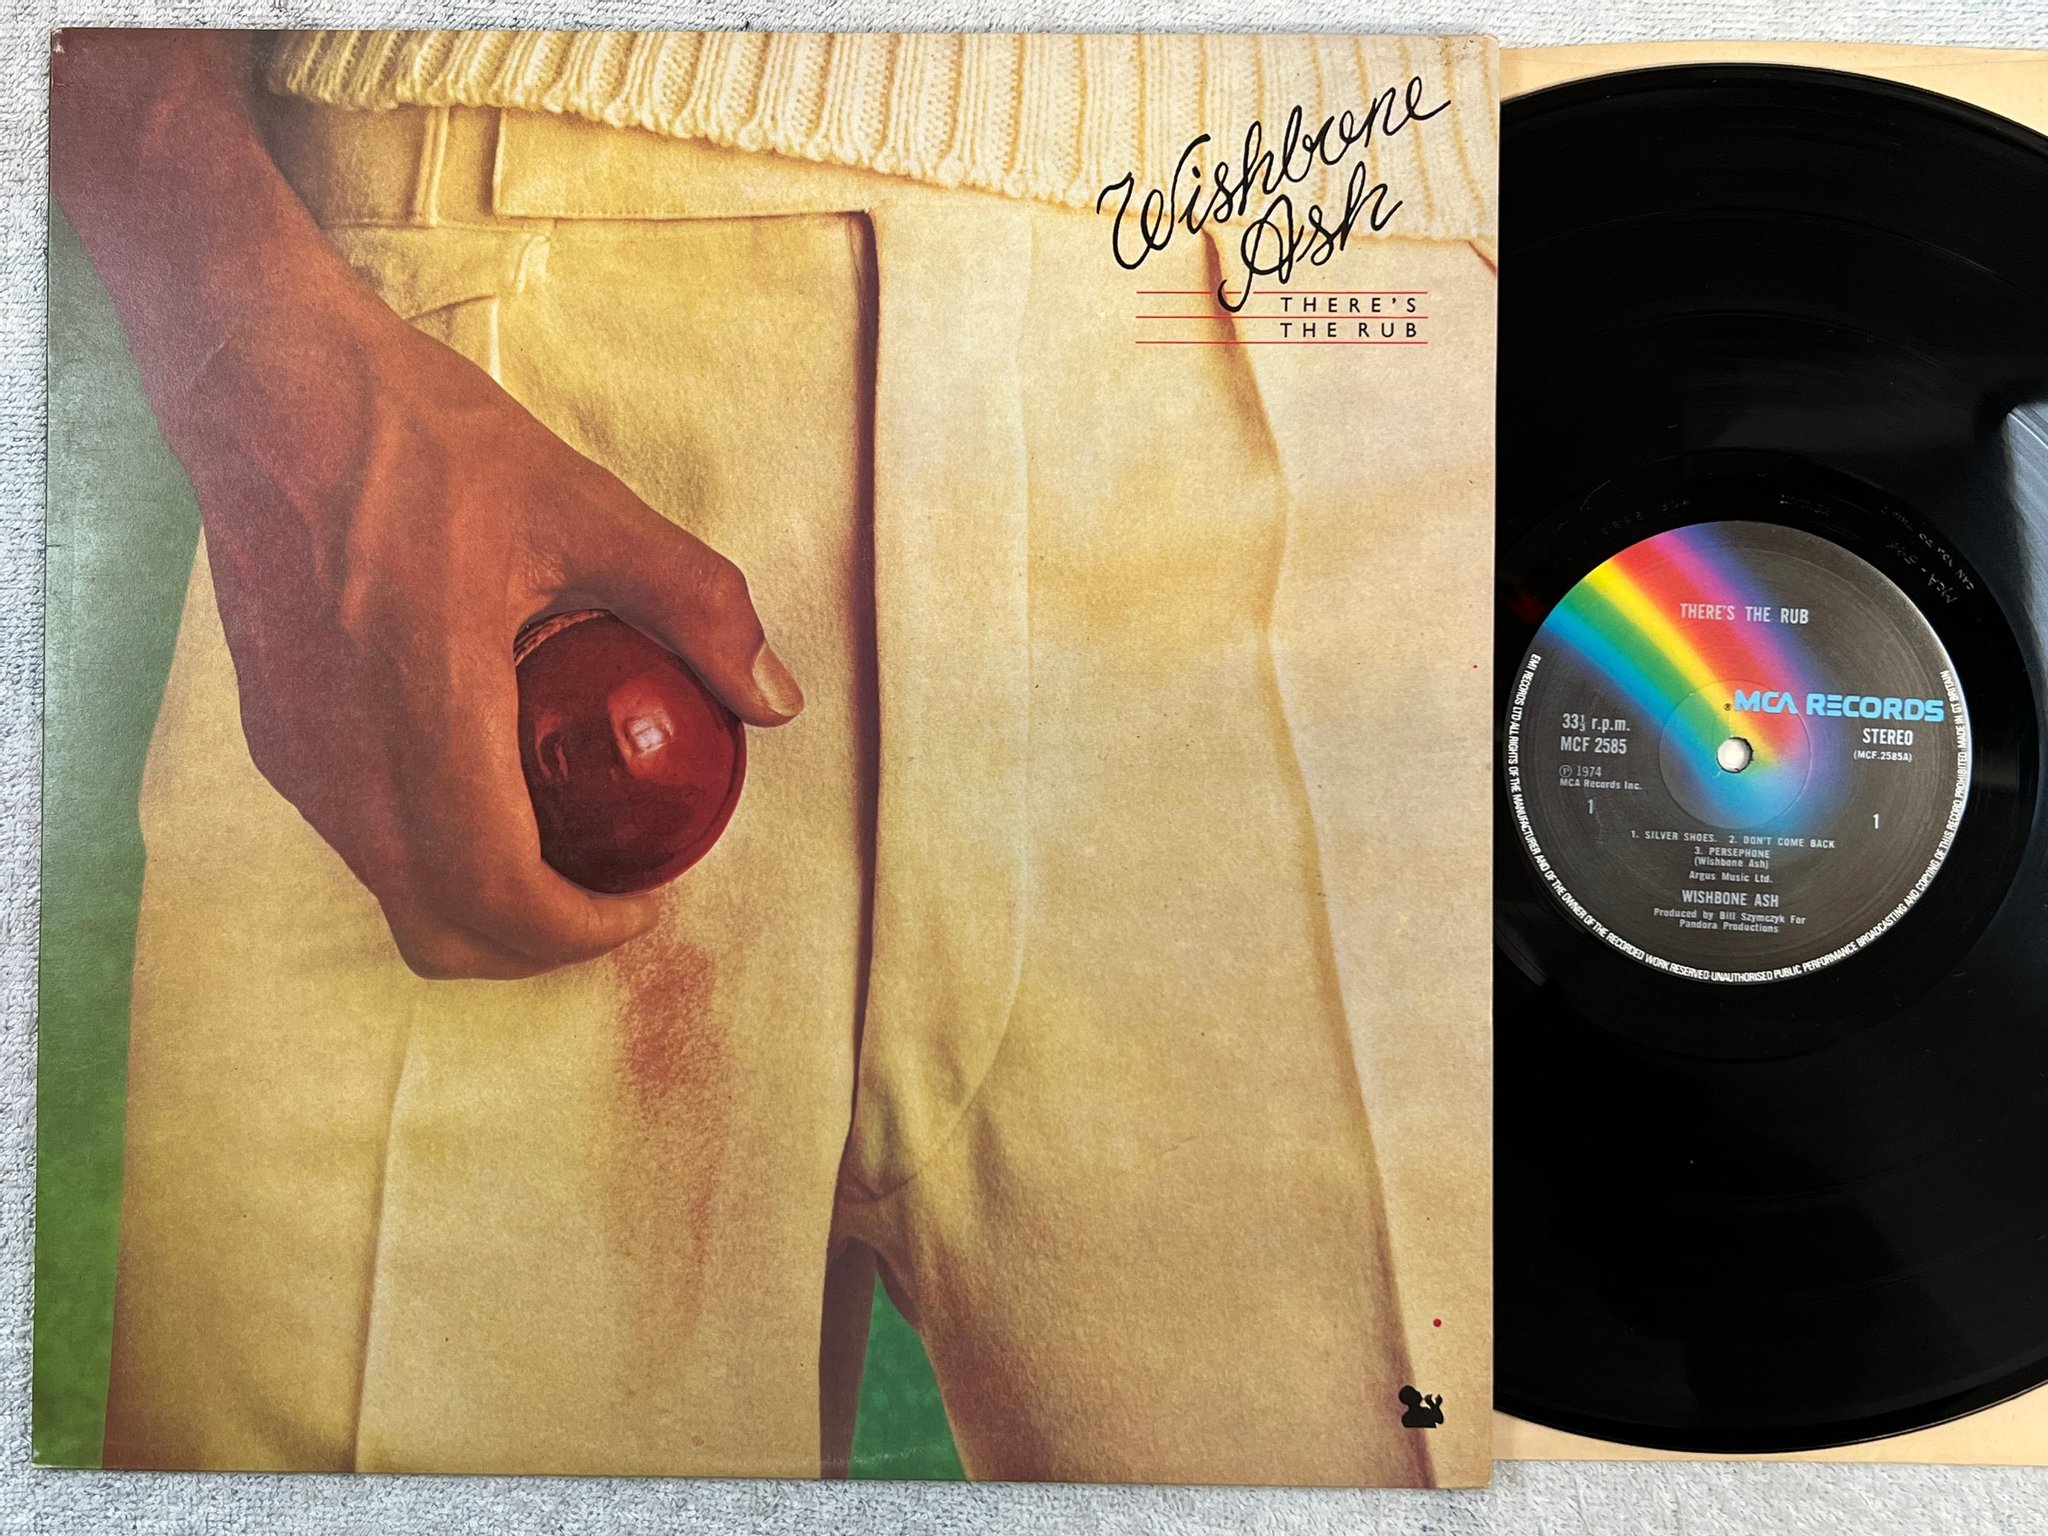 Wishbone
Ash
THERE'S
THE RUB
THERE'S THE RUB
MCA RECORDS
®
33⅓ r.p.m.
MCF 2585
STEREO
(MCF.2585A)
Ⓟ 1974
MCA Records Inc.
1
1
1. SILVER SHOES. 2. DON'T COME BACK
3. PERSEPHONE
(Wishbone Ash)
Argus Music Ltd.
WISHBONE ASH
Produced by Bill Szymczyk For
Pandora Productions
EMI RECORDS LTD ALL RIGHTS OF THE MANUFACTURER AND OF THE OWNER OF THE RECORDED WORK RESERVED·UNAUTHORISED PUBLIC PERFORMANCE BROADCASTING AND COPYING OF THIS RECORD PROHIBITED. MADE IN GT. BRITAIN